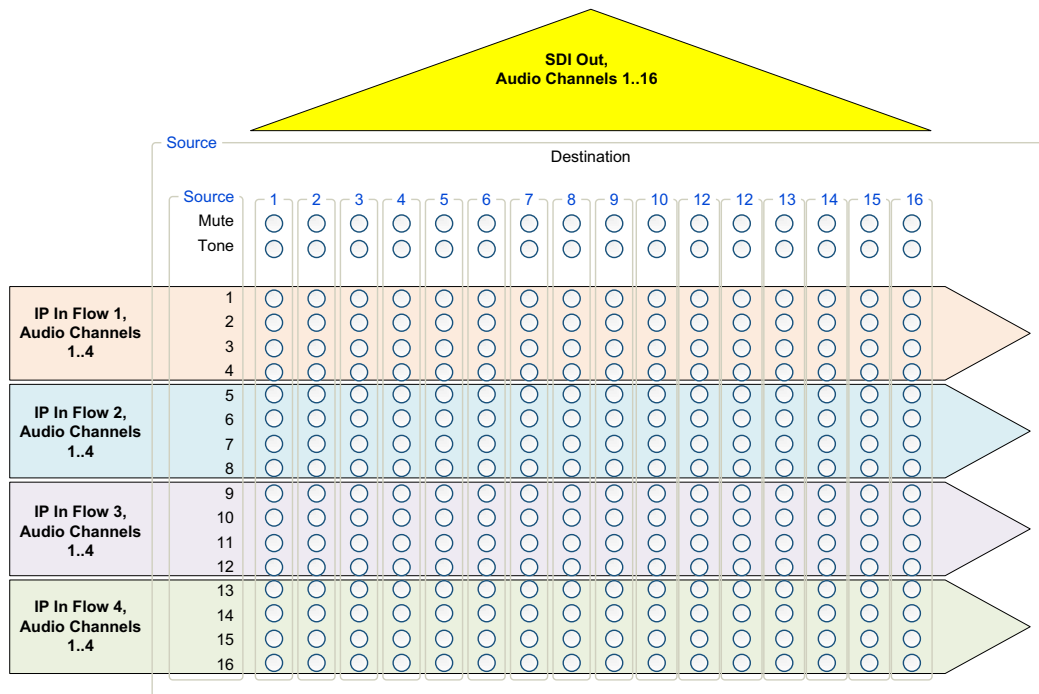 SDI Out,
Audio Channels 1..16
Source
Destination
Source 1 2 3 4 5 6 7 8 9 10 12 12 13 14 15 16
Mute
Tone
IP In Flow 1,
Audio Channels
1..4
1
2
3
4
IP In Flow 2,
Audio Channels
1..4
5
6
7
8
IP In Flow 3,
Audio Channels
1..4
9
10
11
12
IP In Flow 4,
Audio Channels
1..4
13
14
15
16